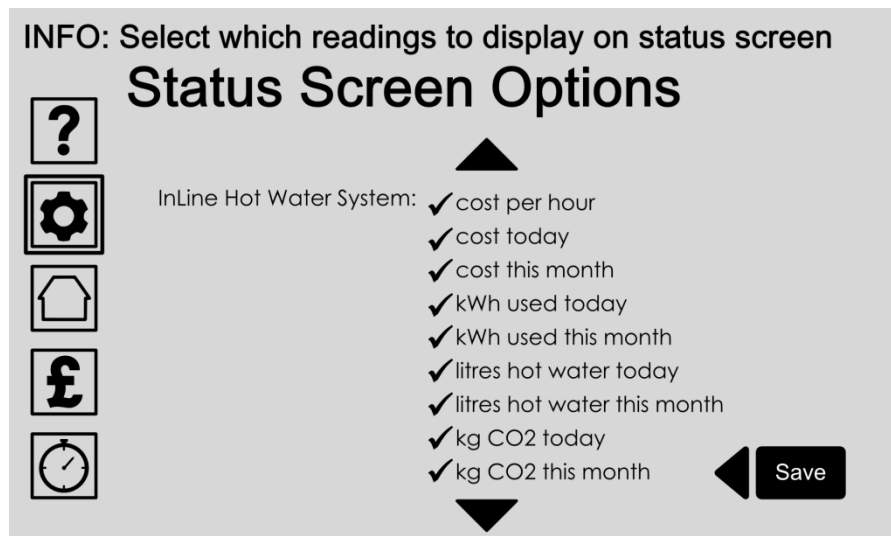 INFO: Select which readings to display on status screen
Status Screen Options
?
InLine Hot Water System: ✓ cost per hour
✓ cost today
✓ cost this month
✓ kWh used today
✓ kWh used this month
✓ litres hot water today
✓ litres hot water this month
✓ kg CO2 today
✓ kg CO2 this month
£
Save